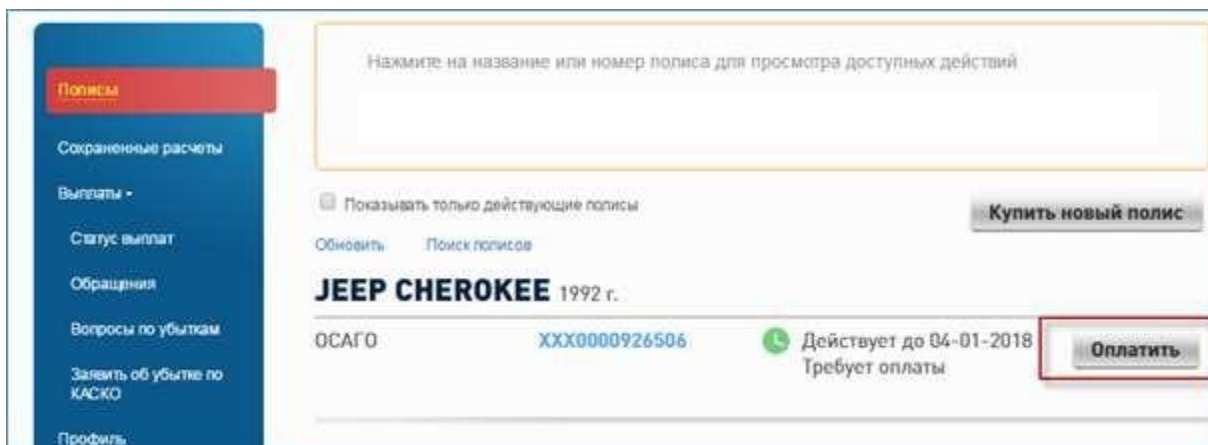 Полисы
Сохраненные расчеты
Выплаты
Статус выплат
Обращения
Вопросы по убыткам
Заявить об убытке по
КАСКО
Профиль
Нажмите на название или номер полиса для просмотра доступных действий
Показывать только действующие полисы
Купить новый полис
Обновить Поиск полисов
JEEP CHEROKEE 1992 г.
ОСАГО XXX0000926506 Действует до 04-01-2018 Оплатить
Требует оплаты